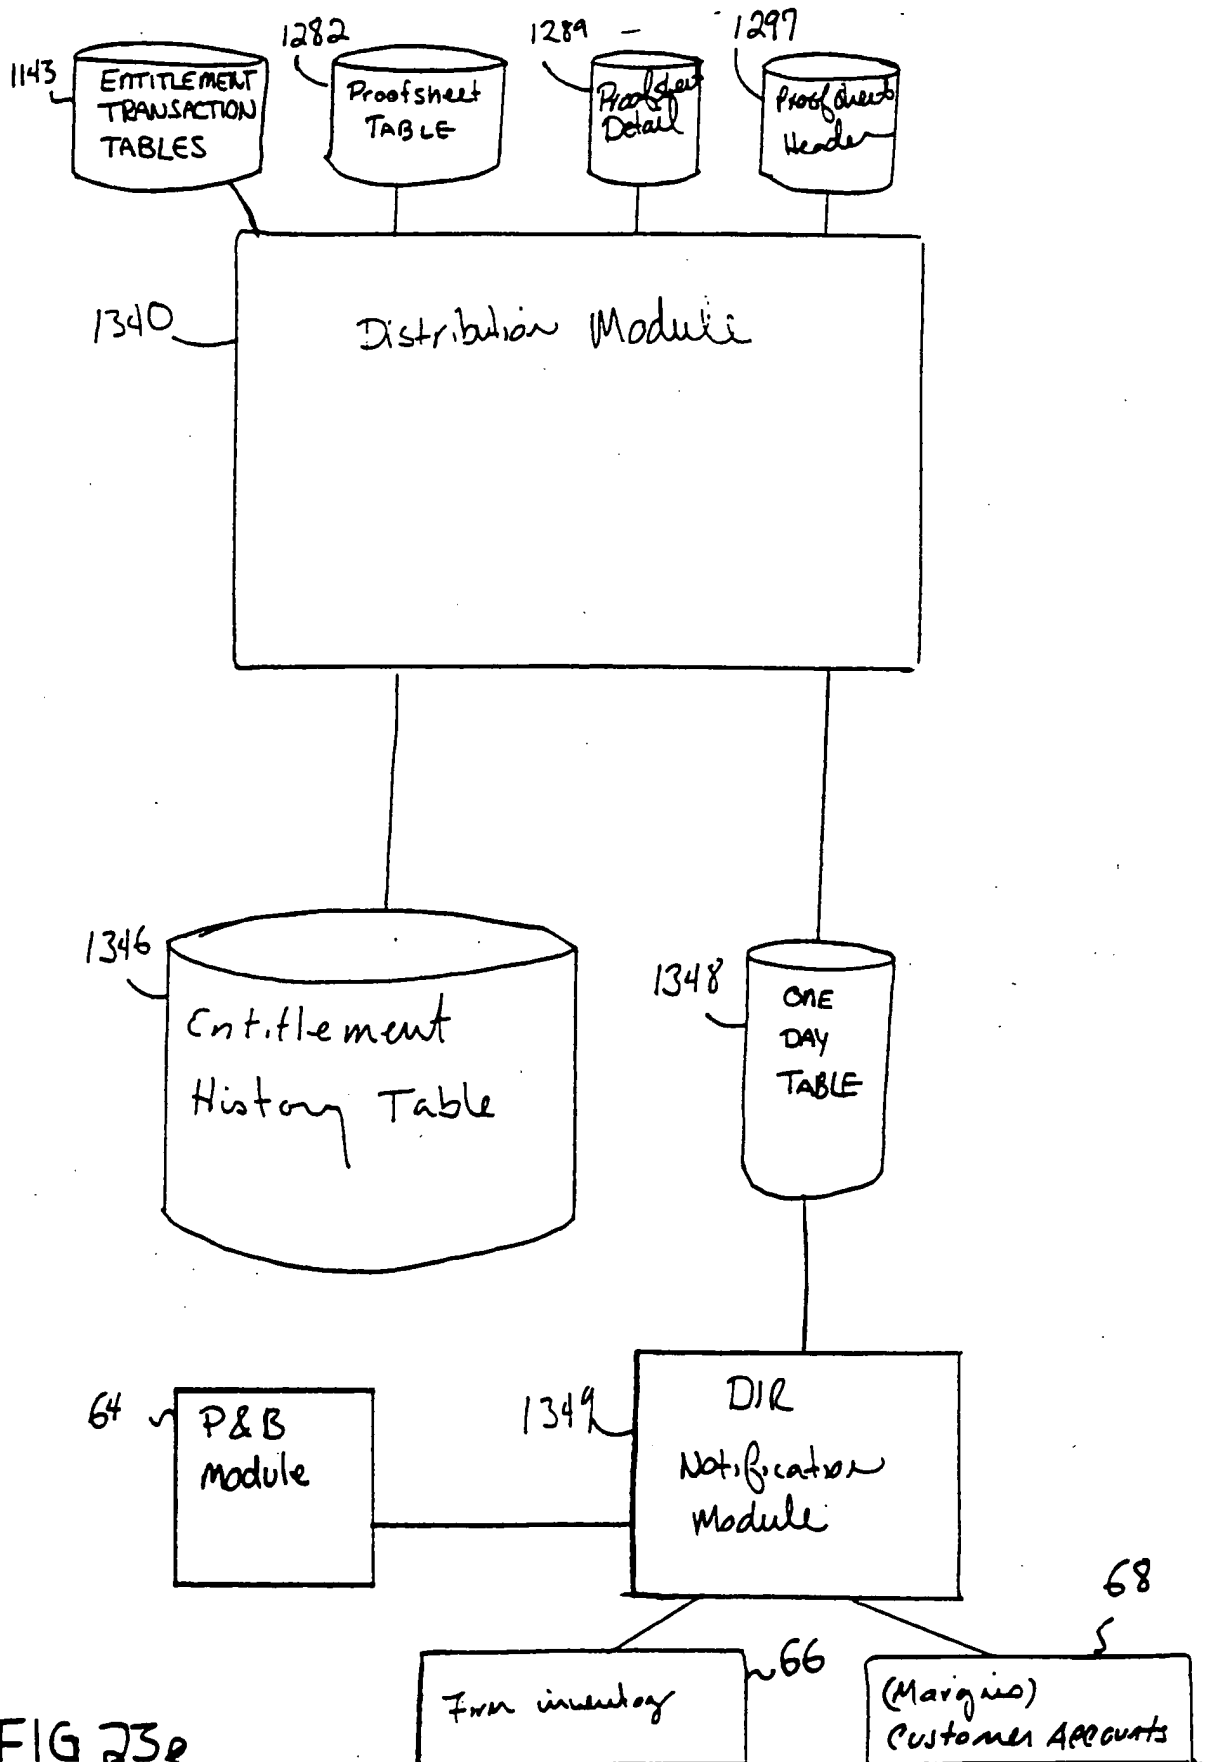 1143
ENTITLEMENT
TRANSACTION
TABLES
1282
Proofsheet
TABLE
1289
Proofsheet
Detail
1297
Proofsheet
Header
1340
Distribution Module
1346
Entitlement
History Table
1348
ONE
DAY
TABLE
64
P&B
Module
1349
DIR
Notification
Module
66
Firm inventory
68
(Margins)
Customer Accounts
FIG 23e